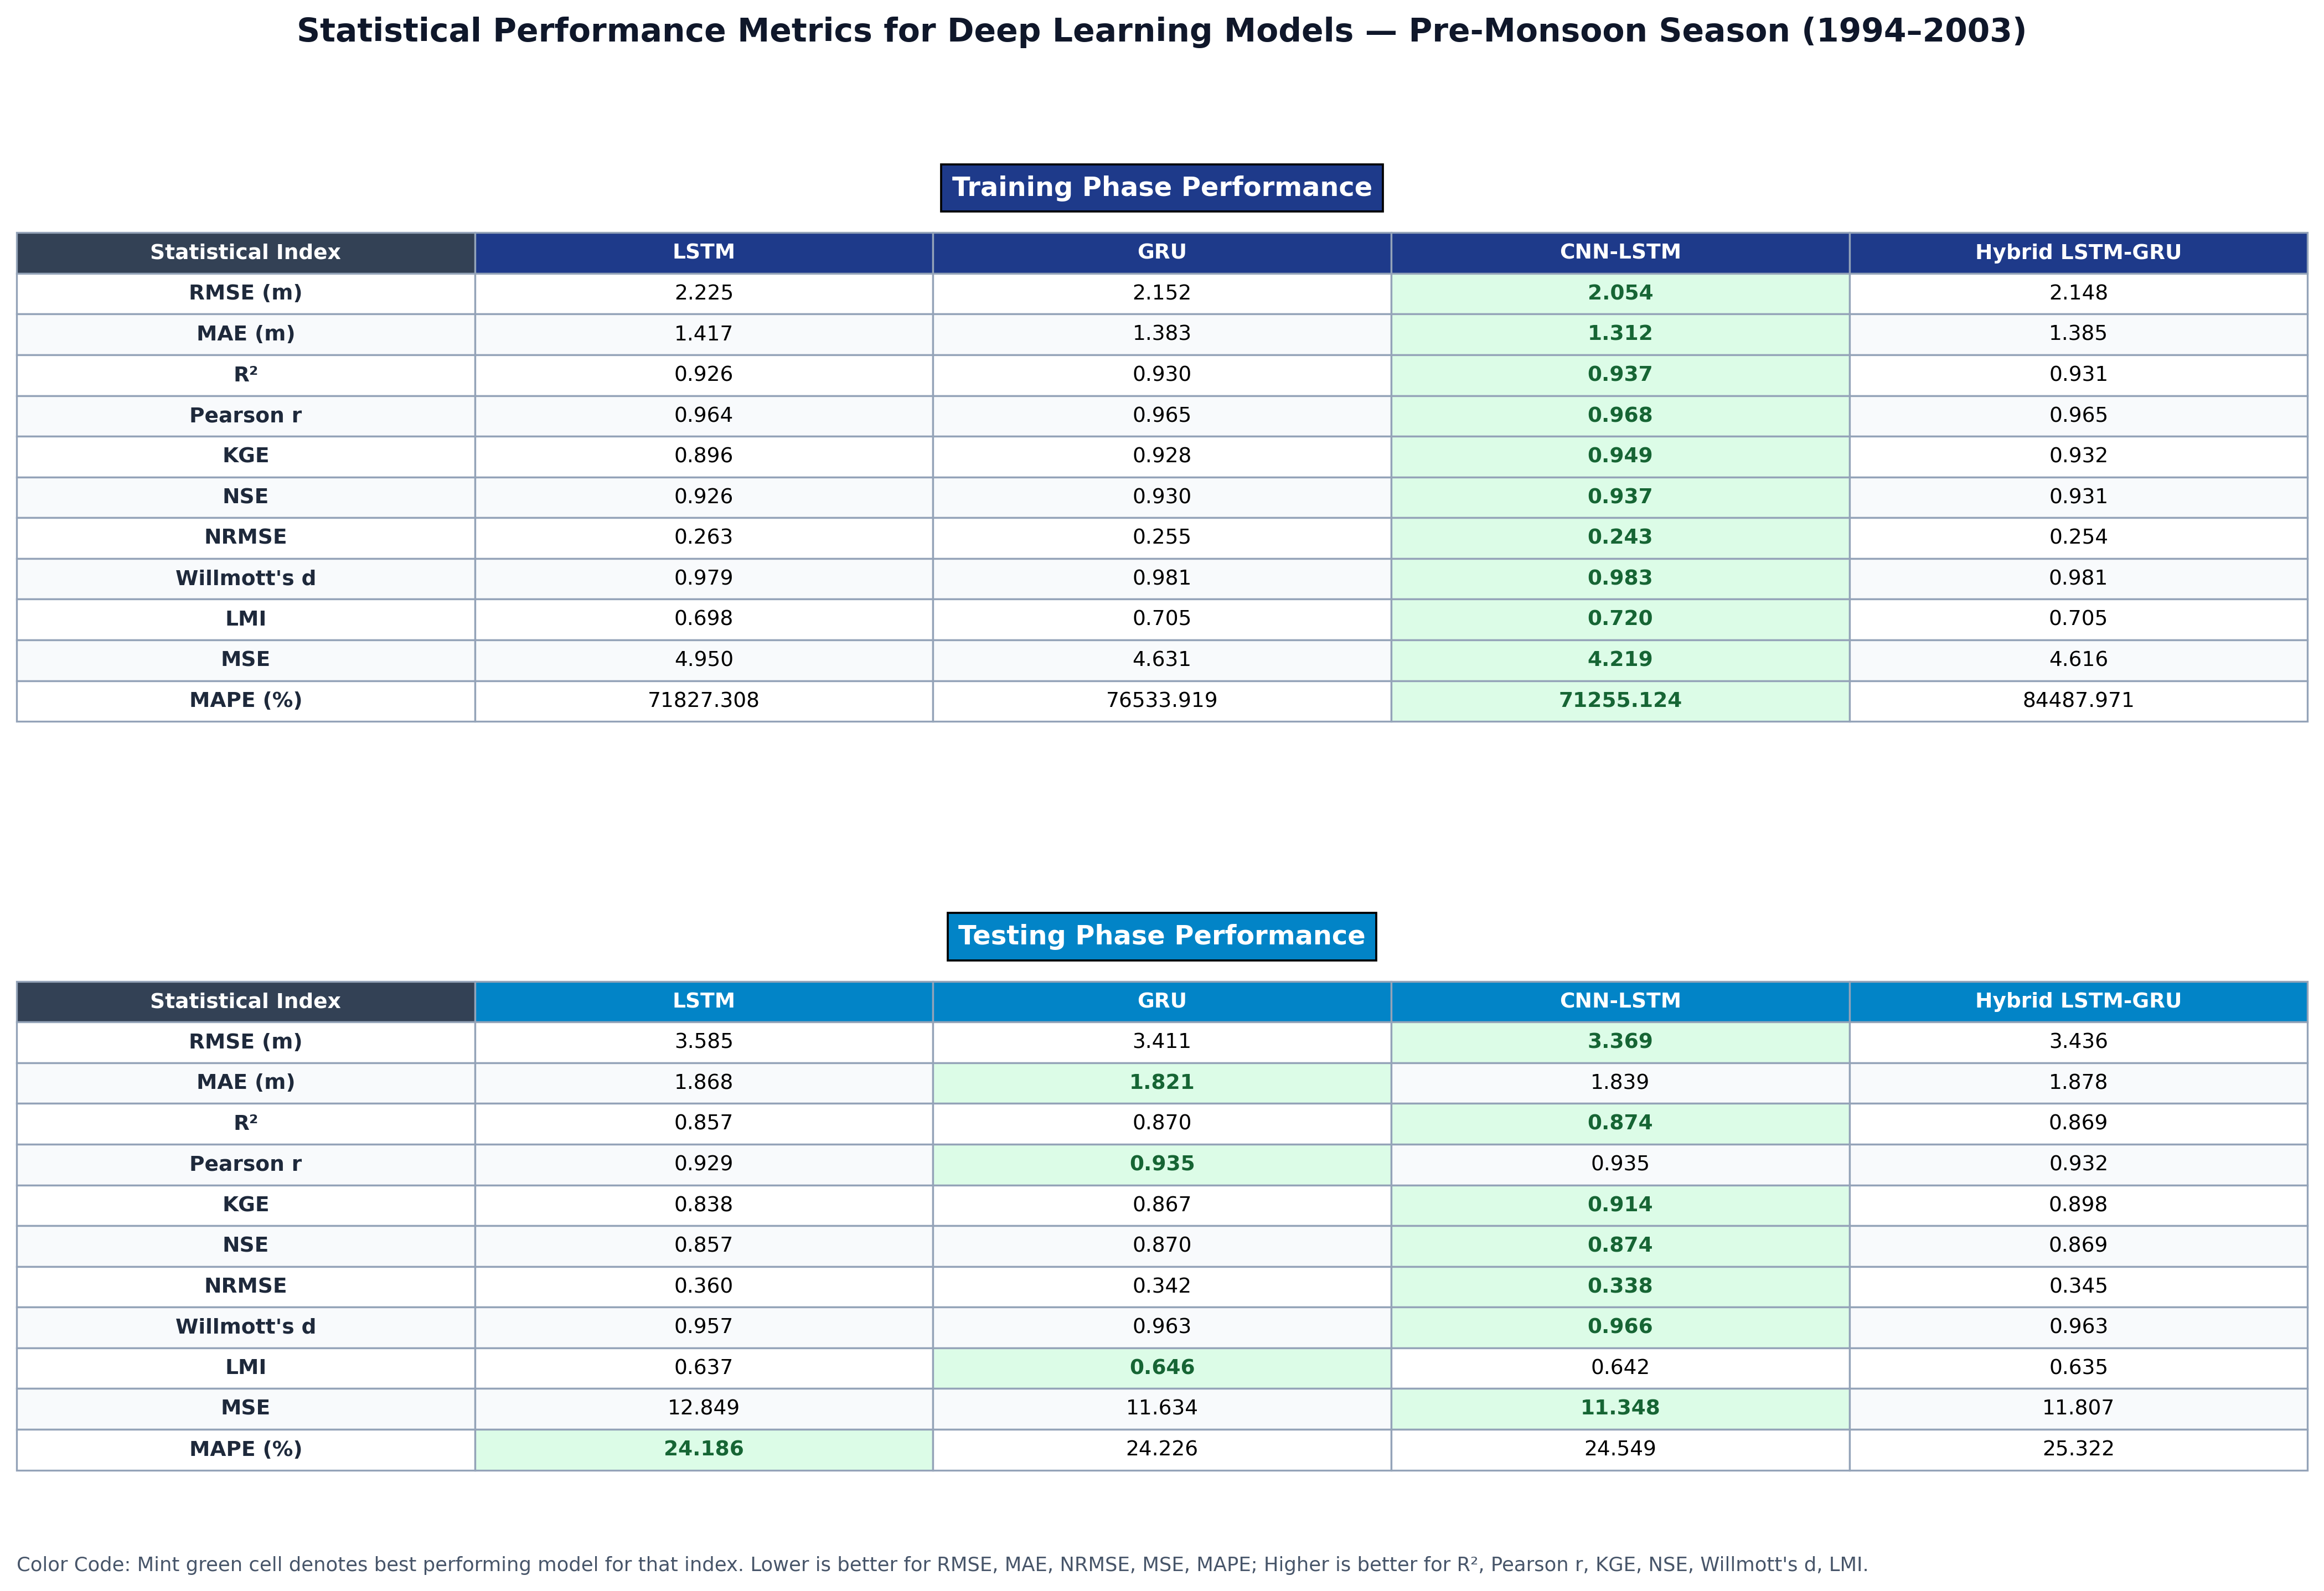 Statistical Performance Metrics for Deep Learning Models — Pre-Monsoon Season (1994–2003)
Training Phase Performance
Statistical Index LSTM GRU CNN-LSTM Hybrid LSTM-GRU
RMSE (m) 2.225 2.152 2.054 2.148
MAE (m) 1.417 1.383 1.312 1.385
R² 0.926 0.930 0.937 0.931
Pearson r 0.964 0.965 0.968 0.965
KGE 0.896 0.928 0.949 0.932
NSE 0.926 0.930 0.937 0.931
NRMSE 0.263 0.255 0.243 0.254
Willmott's d 0.979 0.981 0.983 0.981
LMI 0.698 0.705 0.720 0.705
MSE 4.950 4.631 4.219 4.616
MAPE (%) 71827.308 76533.919 71255.124 84487.971
Testing Phase Performance
Statistical Index LSTM GRU CNN-LSTM Hybrid LSTM-GRU
RMSE (m) 3.585 3.411 3.369 3.436
MAE (m) 1.868 1.821 1.839 1.878
R² 0.857 0.870 0.874 0.869
Pearson r 0.929 0.935 0.935 0.932
KGE 0.838 0.867 0.914 0.898
NSE 0.857 0.870 0.874 0.869
NRMSE 0.360 0.342 0.338 0.345
Willmott's d 0.957 0.963 0.966 0.963
LMI 0.637 0.646 0.642 0.635
MSE 12.849 11.634 11.348 11.807
MAPE (%) 24.186 24.226 24.549 25.322
Color Code: Mint green cell denotes best performing model for that index. Lower is better for RMSE, MAE, NRMSE, MSE, MAPE; Higher is better for R², Pearson r, KGE, NSE, Willmott's d, LMI.